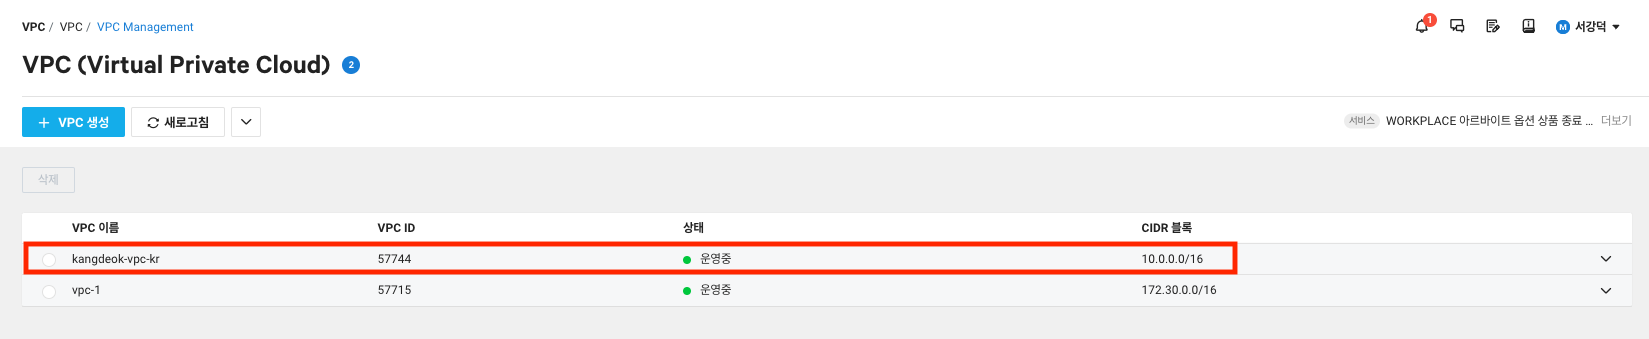 VPC / VPC / VPC Management
1
M 서강덕
VPC (Virtual Private Cloud) 2
+ VPC 생성
새로고침
서비스 WORKPLACE 아르바이트 옵션 상품 종료 ... 더보기
삭제
VPC 이름 VPC ID 상태 CIDR 블록
kangdeok-vpc-kr 57744 운영중 10.0.0.0/16
vpc-1 57715 운영중 172.30.0.0/16